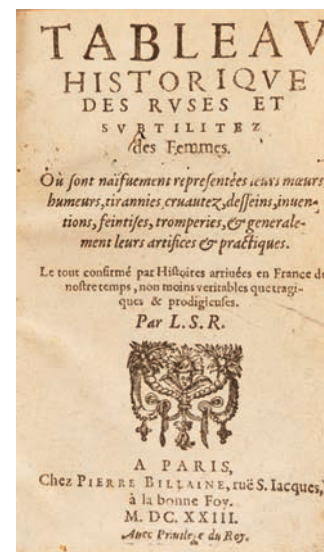 TABLEAV
HISTORIQVE
DES RVSES ET
SVBTILITEZ
des Femmes.
Où sont naïfuement representées leurs mœurs
humeurs, tirannies, cruautez, desseins, inuen-
tions, feintises, tromperies, & generale-
ment leurs artifices & practiques.
Le tout confirmé par Histoires arriuées en France de
nostre temps, non moins veritables que tragi-
ques & prodigieuses.
Par L. S. R.
A PARIS,
Chez PIERRE BILLAINE, ruë S. Iacques,
à la bonne Foy.
M. DC. XXIII.
Auec Priuilege du Roy.